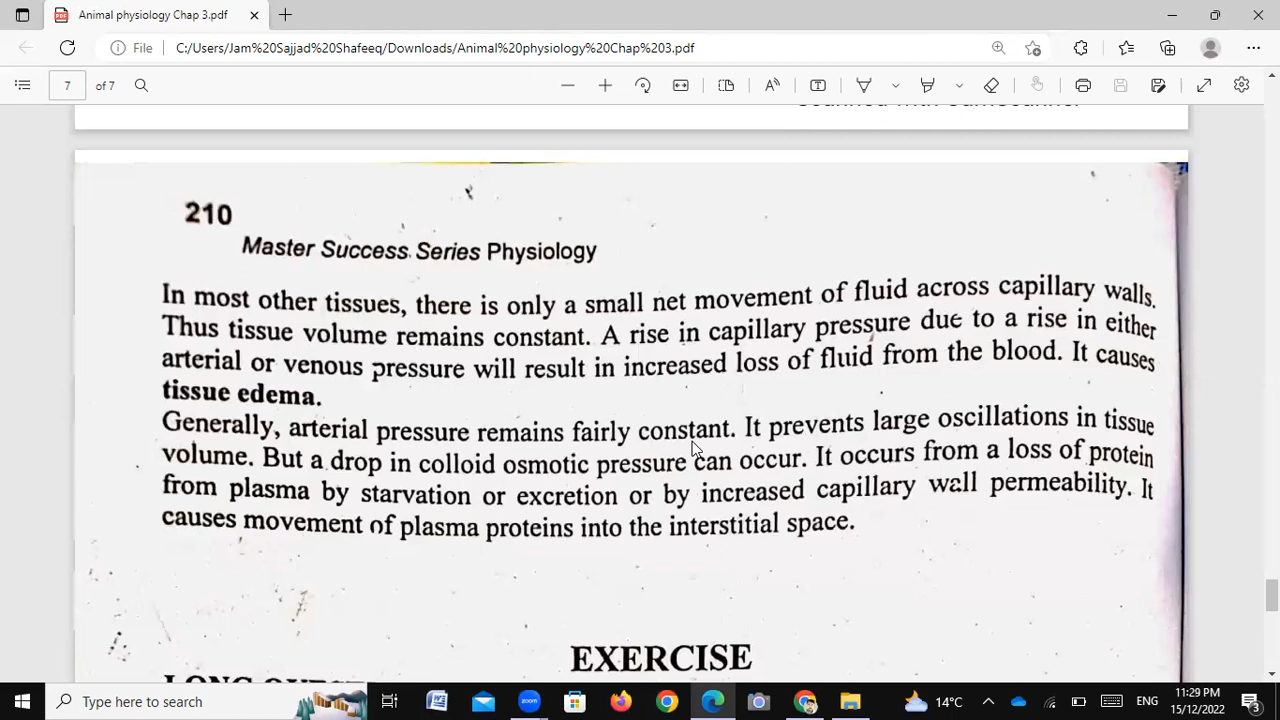 Animal physiology Chap 3.pdf
File
C:/Users/Jam%20Sajjad%20Shafeeq/Downloads/Animal%20physiology%20Chap%203.pdf
7 of 7
210
Master Success Series Physiology
In most other tissues, there is only a small net movement of fluid across capillary walls.
Thus tissue volume remains constant. A rise in capillary pressure due to a rise in either
arterial or venous pressure will result in increased loss of fluid from the blood. It causes
tissue edema.
Generally, arterial pressure remains fairly constant. It prevents large oscillations in tissue
volume. But a drop in colloid osmotic pressure can occur. It occurs from a loss of protein
from plasma by starvation or excretion or by increased capillary wall permeability. It
causes movement of plasma proteins into the interstitial space.
EXERCISE
Type here to search
zoom
14°C
ENG
11:29 PM
15/12/2022
3